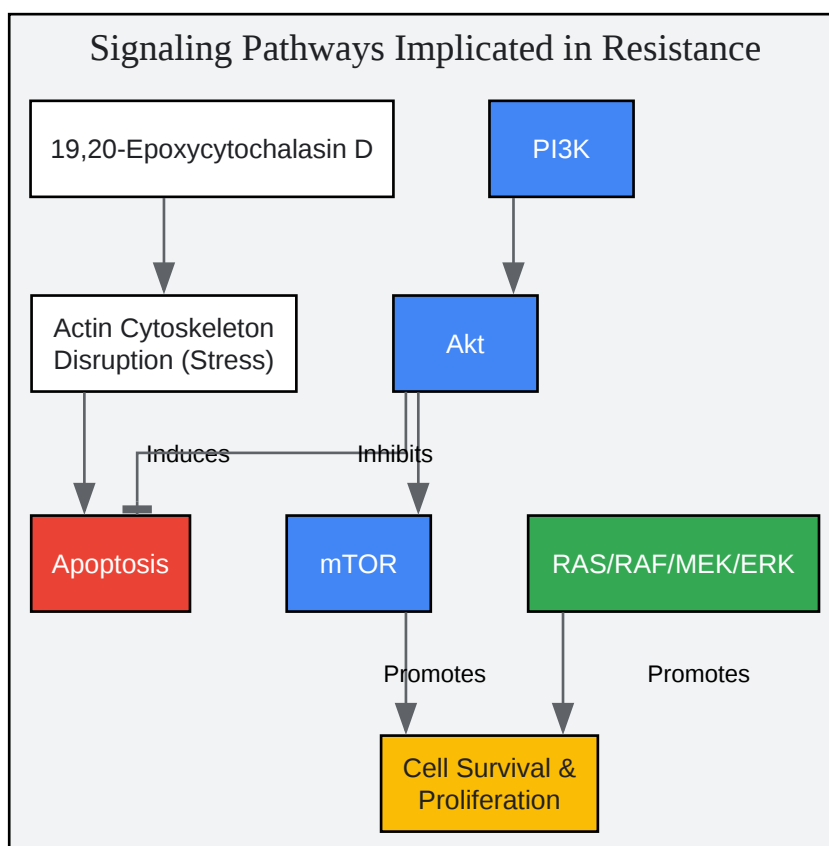 Signaling Pathways Implicated in Resistance
19,20-Epoxycytochalasin D
PI3K
Actin Cytoskeleton
Disruption (Stress)
Akt
Induces
Inhibits
Apoptosis
mTOR
RAS/RAF/MEK/ERK
Promotes
Promotes
Cell Survival &
Proliferation